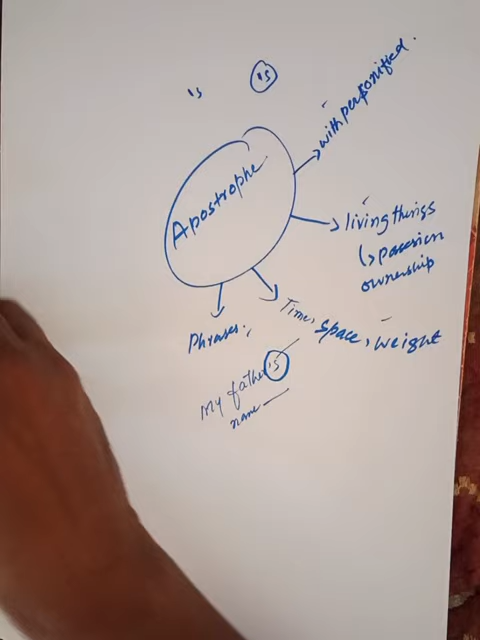 's 's
with personified.
Apostrophe
living things
↳ possession
ownership
Time, space, weight
Phrases:
My father's
name